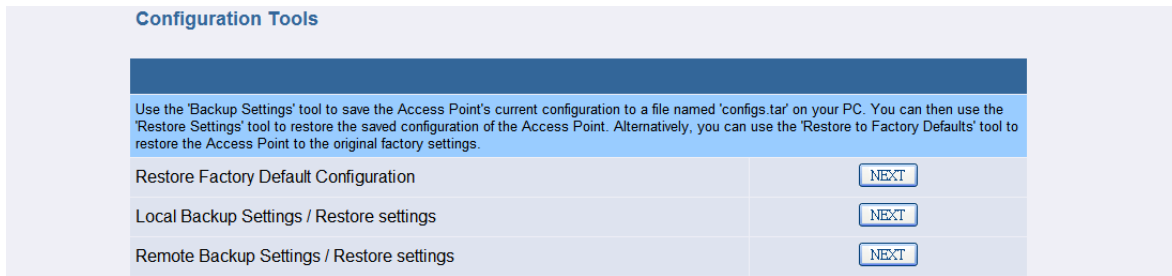 Configuration Tools
Use the 'Backup Settings' tool to save the Access Point's current configuration to a file named 'configs.tar' on your PC. You can then use the
'Restore Settings' tool to restore the saved configuration of the Access Point. Alternatively, you can use the 'Restore to Factory Defaults' tool to
restore the Access Point to the original factory settings.
Restore Factory Default Configuration NEXT
Local Backup Settings / Restore settings NEXT
Remote Backup Settings / Restore settings NEXT